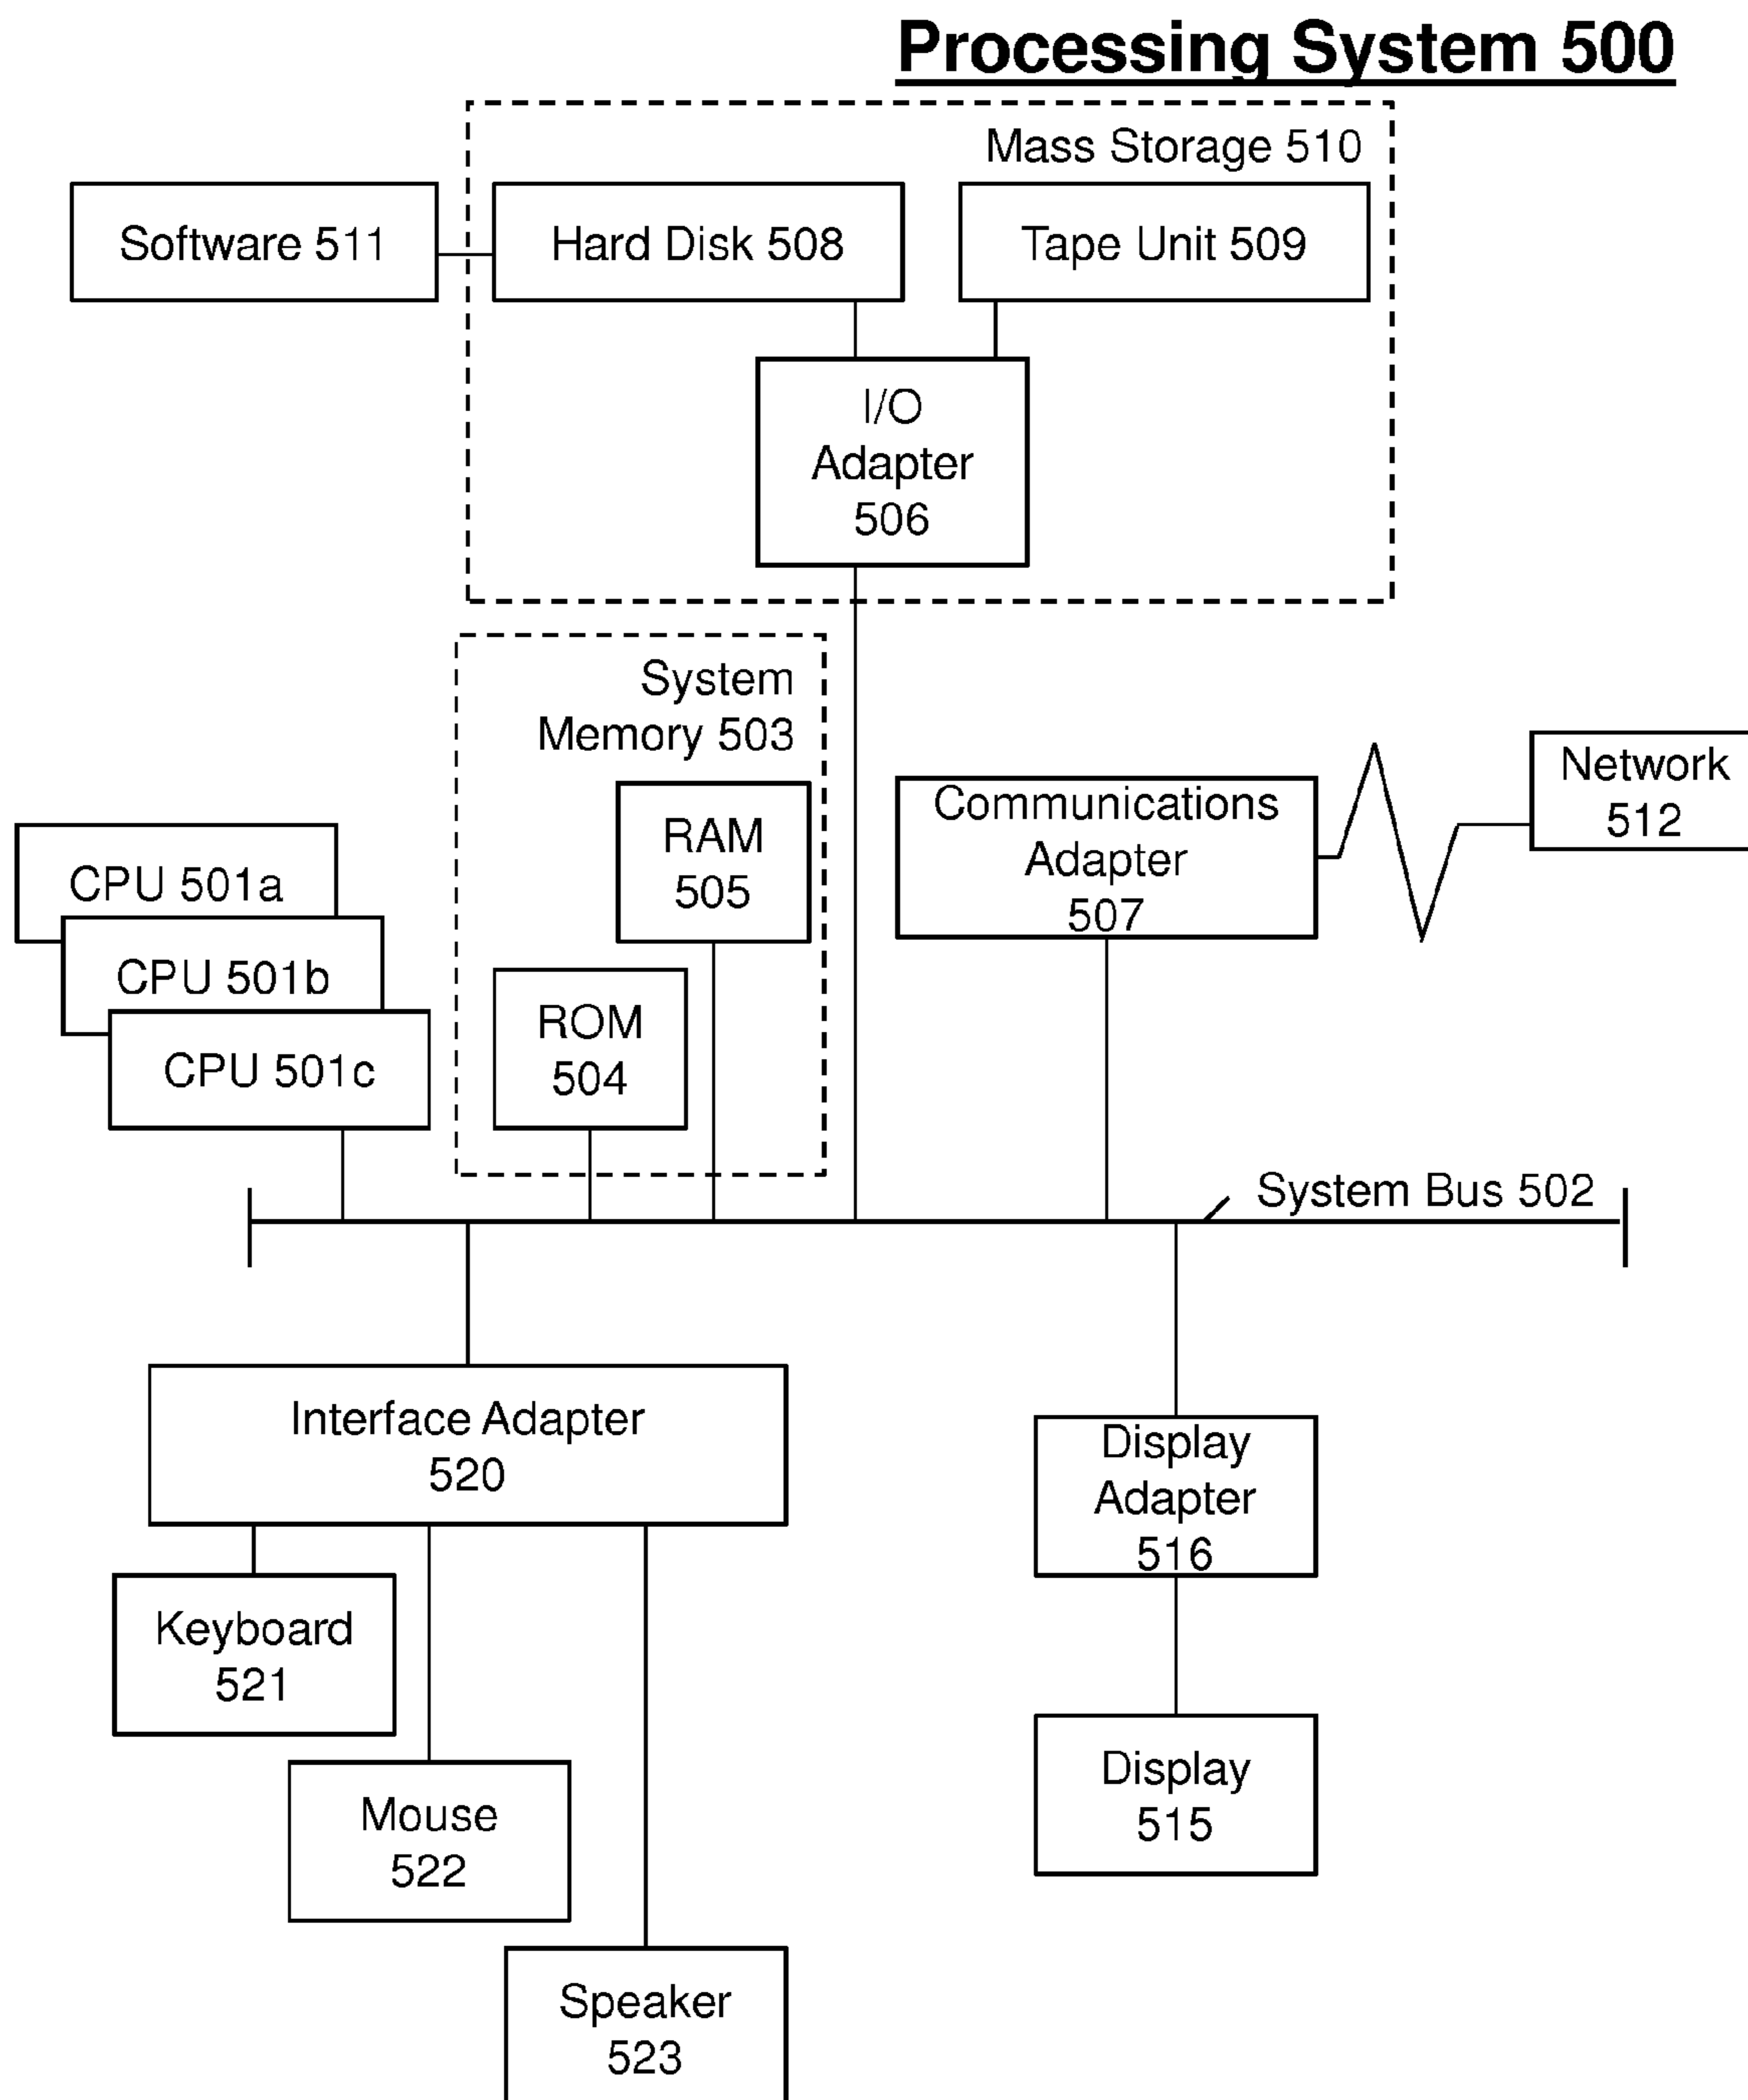 Processing System 500
Mass Storage 510
Software 511
Hard Disk 508
Tape Unit 509
I/O
Adapter
506
System
Memory 503
RAM
505
ROM
504
Communications
Adapter
507
Network
512
CPU 501a
CPU 501b
CPU 501c
System Bus 502
Interface Adapter
520
Display
Adapter
516
Keyboard
521
Mouse
522
Display
515
Speaker
523